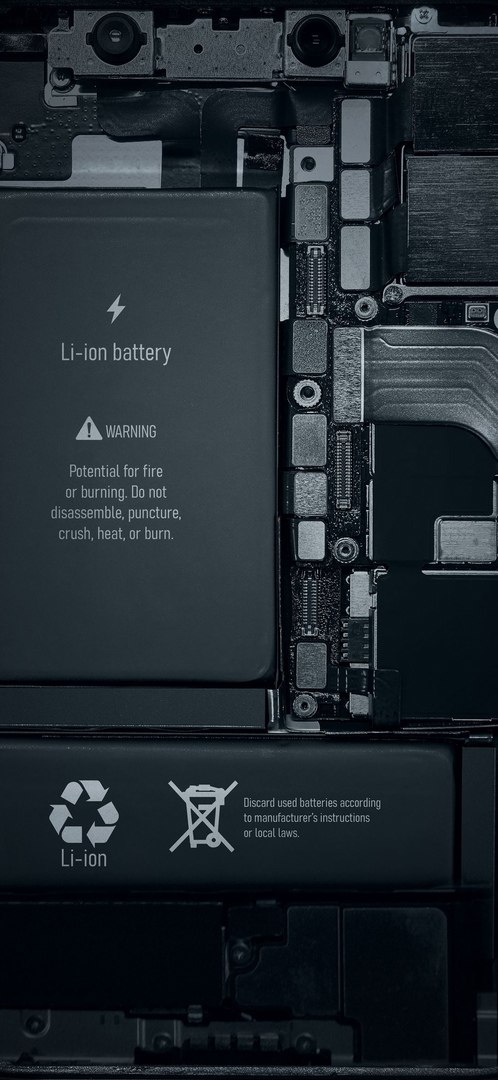 Li-ion battery
WARNING
Potential for fire
or burning. Do not
disassemble, puncture,
crush, heat, or burn.
Li-ion
Discard used batteries according
to manufacturer's instructions
or local laws.